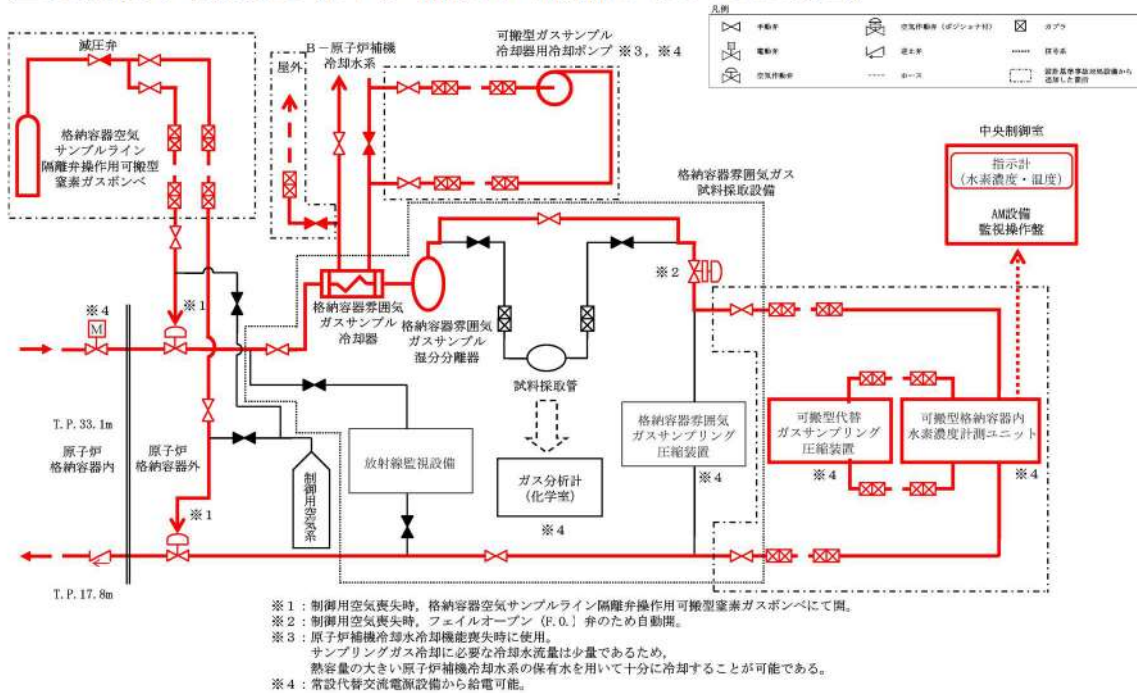 凡例
手動弁
空気作動弁（ポジショナ付）
カプラ
電動弁
逆止弁
信号系
空気作動弁
ホース
設計基準事故対処設備から
追加した箇所
減圧弁
格納容器空気
サンプルライン
隔離弁操作用可搬型
窒素ガスボンベ
屋外
B－原子炉補機
冷却水系
可搬型ガスサンプル
冷却器用冷却ポンプ ※3，※4
格納容器雰囲気ガス
試料採取設備
中央制御室
指示計
（水素濃度・温度）
AM設備
監視操作盤
※4
M
※1
※2
格納容器雰囲気
ガスサンプル
冷却器
格納容器雰囲気
ガスサンプル
湿分分離器
試料採取管
T.P. 33.1m
原子炉
格納容器内
原子炉
格納容器外
制御用空気系
放射線監視設備
ガス分析計
（化学室）
※4
格納容器雰囲気
ガスサンプリング
圧縮装置
※4
可搬型代替
ガスサンプリング
圧縮装置
※4
可搬型格納容器内
水素濃度計測ユニット
※4
※1
T.P. 17.8m
※1：制御用空気喪失時，格納容器空気サンプルライン隔離弁操作用可搬型窒素ガスボンベにて開。
※2：制御用空気喪失時，フェイルオープン（F.O.）弁のため自動開。
※3：原子炉補機冷却水冷却機能喪失時に使用。
サンプリングガス冷却に必要な冷却水流量は少量であるため，
熱容量の大きい原子炉補機冷却水系の保有水を用いて十分に冷却することが可能である。
※4：常設代替交流電源設備から給電可能。